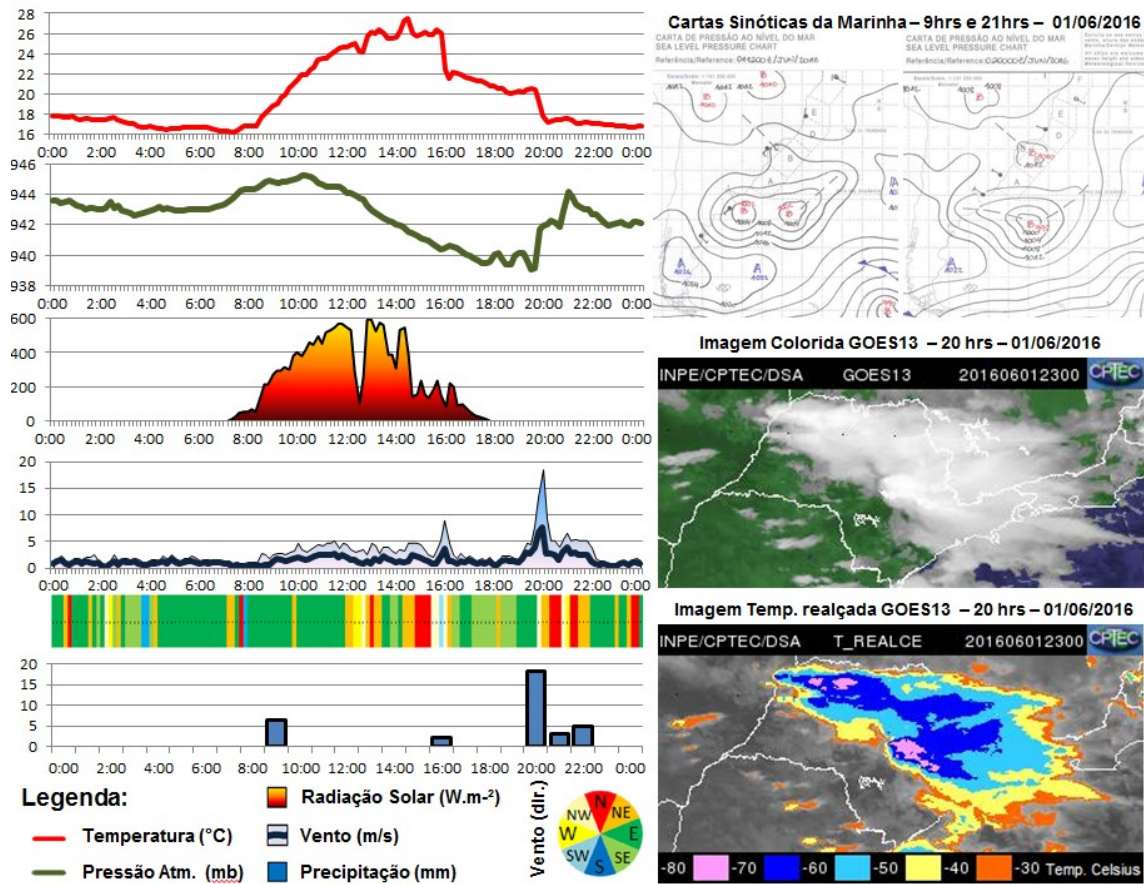 28
26
24
22
20
18
16
0:00 2:00 4:00 6:00 8:00 10:00 12:00 14:00 16:00 18:00 20:00 22:00 0:00
946
944
942
940
938
0:00 2:00 4:00 6:00 8:00 10:00 12:00 14:00 16:00 18:00 20:00 22:00 0:00
600
400
200
0
0:00 2:00 4:00 6:00 8:00 10:00 12:00 14:00 16:00 18:00 20:00 22:00 0:00
20
15
10
5
0
0:00 2:00 4:00 6:00 8:00 10:00 12:00 14:00 16:00 18:00 20:00 22:00 0:00
20
15
10
5
0
0:00 2:00 4:00 6:00 8:00 10:00 12:00 14:00 16:00 18:00 20:00 22:00 0:00
Legenda:
Temperatura (°C)
Pressão Atm. (mb)
Radiação Solar (W.m-²)
Vento (m/s)
Precipitação (mm)
Vento (dir.)
N
NE
E
SE
S
SW
W
NW
Cartas Sinóticas da Marinha – 9hrs e 21hrs – 01/06/2016
CARTA DE PRESSÃO AO NÍVEL DO MAR
SEA LEVEL PRESSURE CHART
Referência/Reference:
CARTA DE PRESSÃO AO NÍVEL DO MAR
SEA LEVEL PRESSURE CHART
Referência/Reference:
Imagem Colorida GOES13 – 20 hrs – 01/06/2016
INPE/CPTEC/DSA GOES13 201606012300 CPTEC
Imagem Temp. realçada GOES13 – 20 hrs – 01/06/2016
INPE/CPTEC/DSA T_REALCE 201606012300 CPTEC
-80 -70 -60 -50 -40 -30 Temp. Celsius